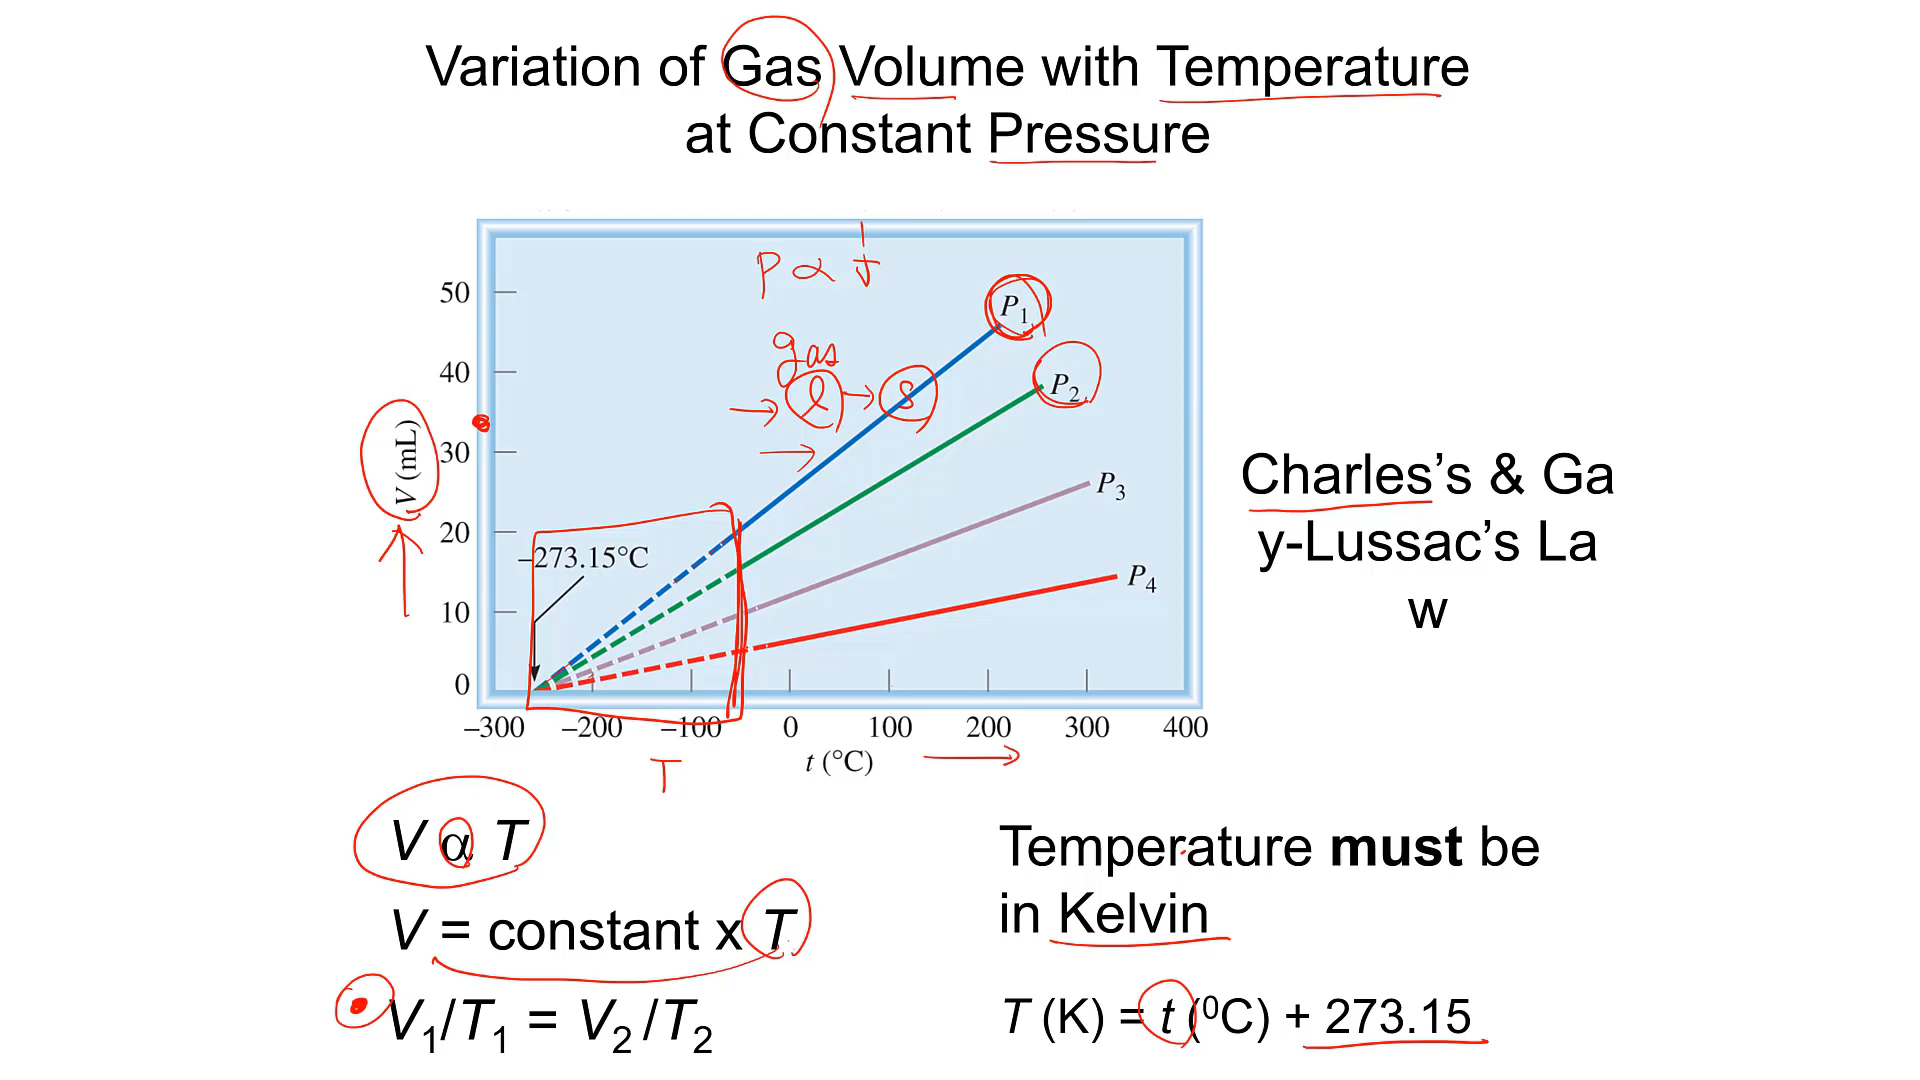 Variation of Gas Volume with Temperature
at Constant Pressure
P ∝ 
50
40
30
20
10
0
V (mL)
gas
→ l → s
→
P1
P2
P3
P4
–273.15°C
–300 –200 –100 0 100 200 300 400
t (°C)
T
Charles’s & Ga
y-Lussac’s La
w
V α T
V = constant x T
V1/T1 = V2 /T2
Temperature must be
in Kelvin
T (K) = t (⁰C) + 273.15